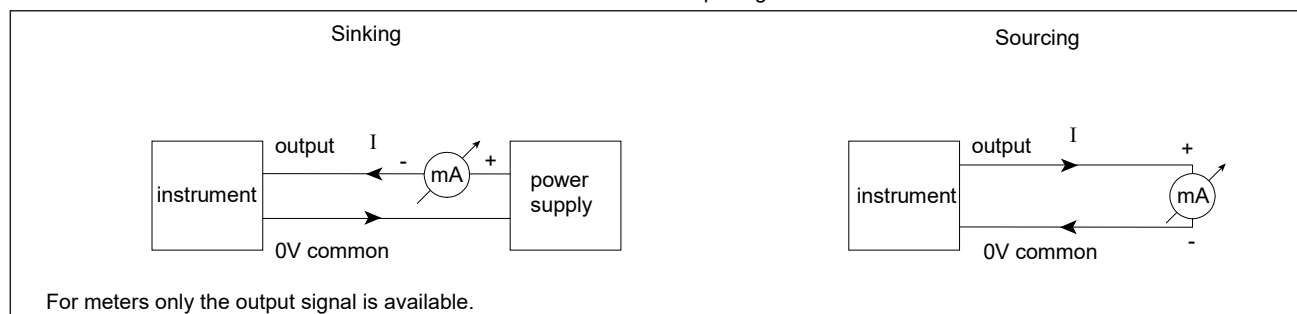 Sinking
Sourcing
output I
- mA +
instrument
power
supply
0V common
output I
+
instrument
mA
-
0V common
For meters only the output signal is available.